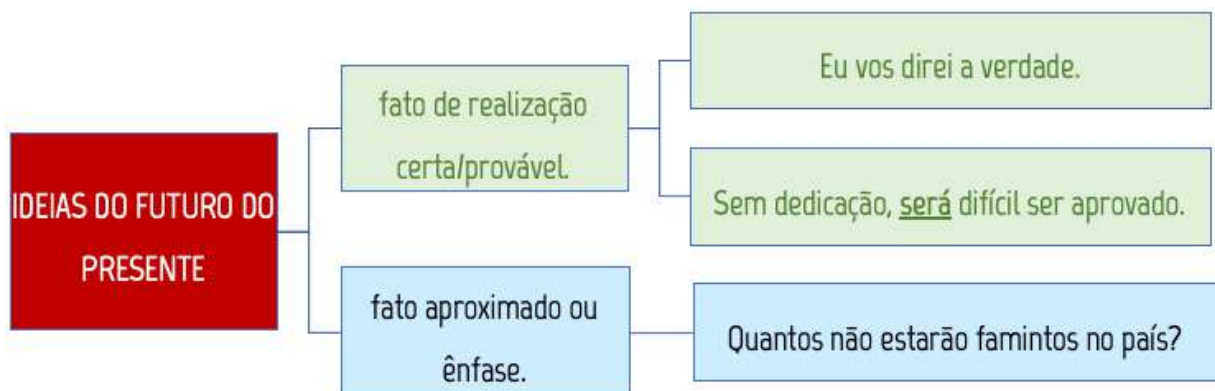 IDEIAS DO FUTURO DO
PRESENTE
fato de realização
certa/provável.
Eu vos direi a verdade.
Sem dedicação, será difícil ser aprovado.
fato aproximado ou
ênfase.
Quantos não estarão famintos no país?